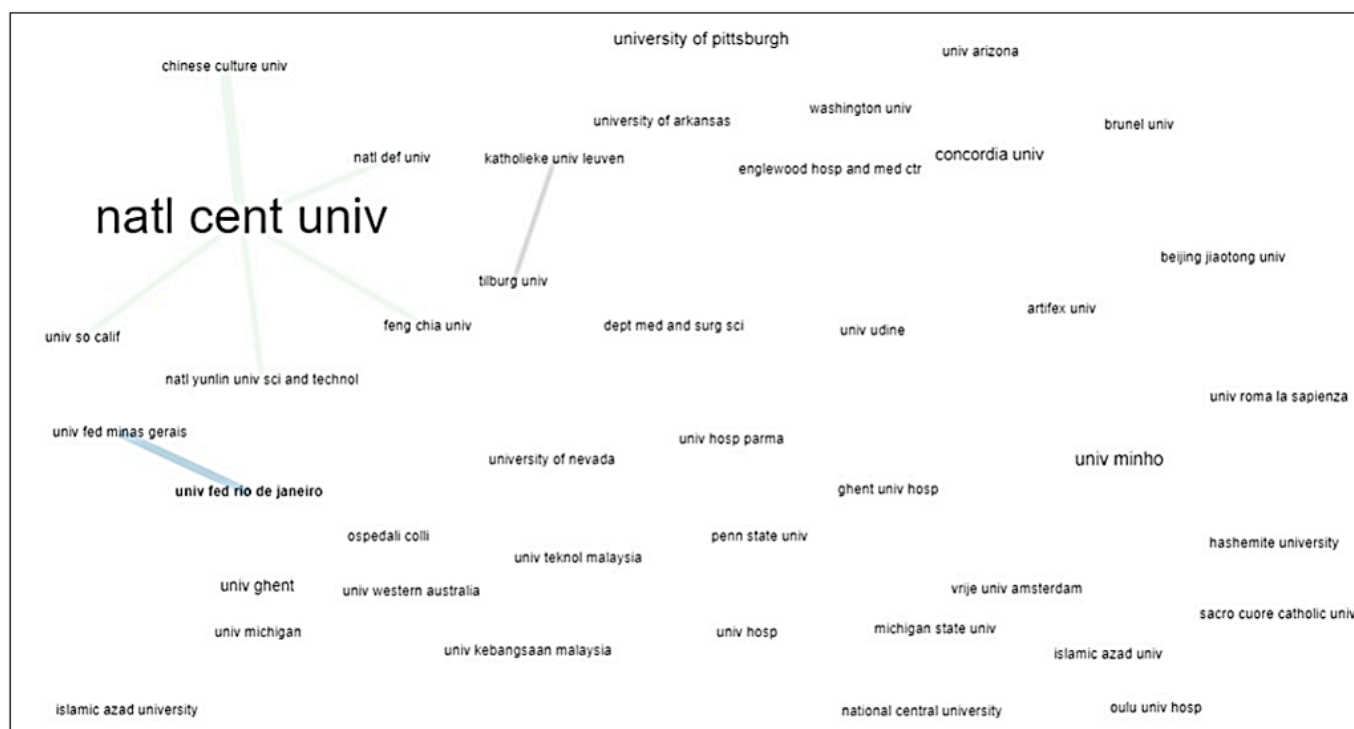 university of pittsburgh
univ arizona
chinese culture univ
washington univ
university of arkansas
brunel univ
natl def univ
katholieke univ leuven
concordia univ
englewood hosp and med ctr
natl cent univ
beijing jiaotong univ
tilburg univ
artifex univ
feng chia univ
dept med and surg sci
univ udine
univ so calif
natl yunlin univ sci and technol
univ roma la sapienza
univ fed minas gerais
univ hosp parma
university of nevada
univ minho
univ fed rio de janeiro
ghent univ hosp
ospedali colli
penn state univ
hashemite university
univ teknol malaysia
univ ghent
univ western australia
vrije univ amsterdam
sacro cuore catholic univ
univ michigan
univ hosp
michigan state univ
univ kebangsaan malaysia
islamic azad univ
islamic azad university
national central university
oulu univ hosp